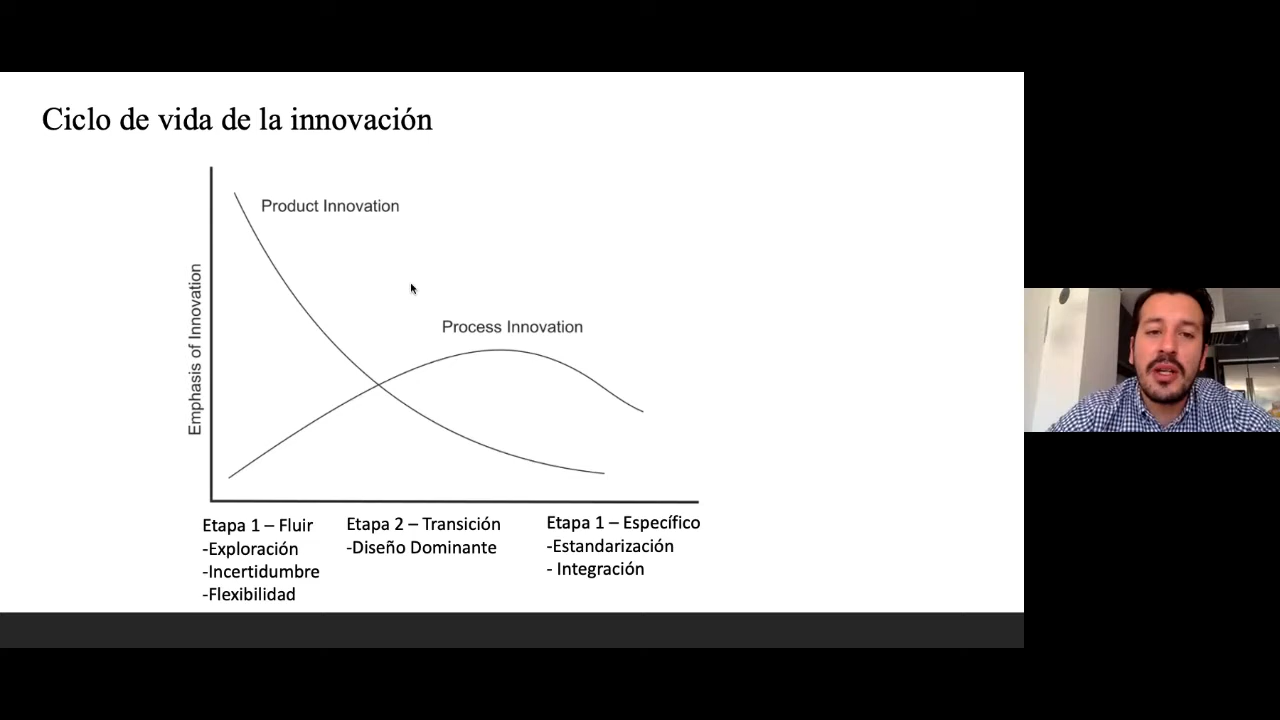 Ciclo de vida de la innovación
Product Innovation
Process Innovation
Emphasis of Innovation
Etapa 1 – Fluir
-Exploración
-Incertidumbre
-Flexibilidad
Etapa 2 – Transición
-Diseño Dominante
Etapa 1 – Específico
-Estandarización
- Integración